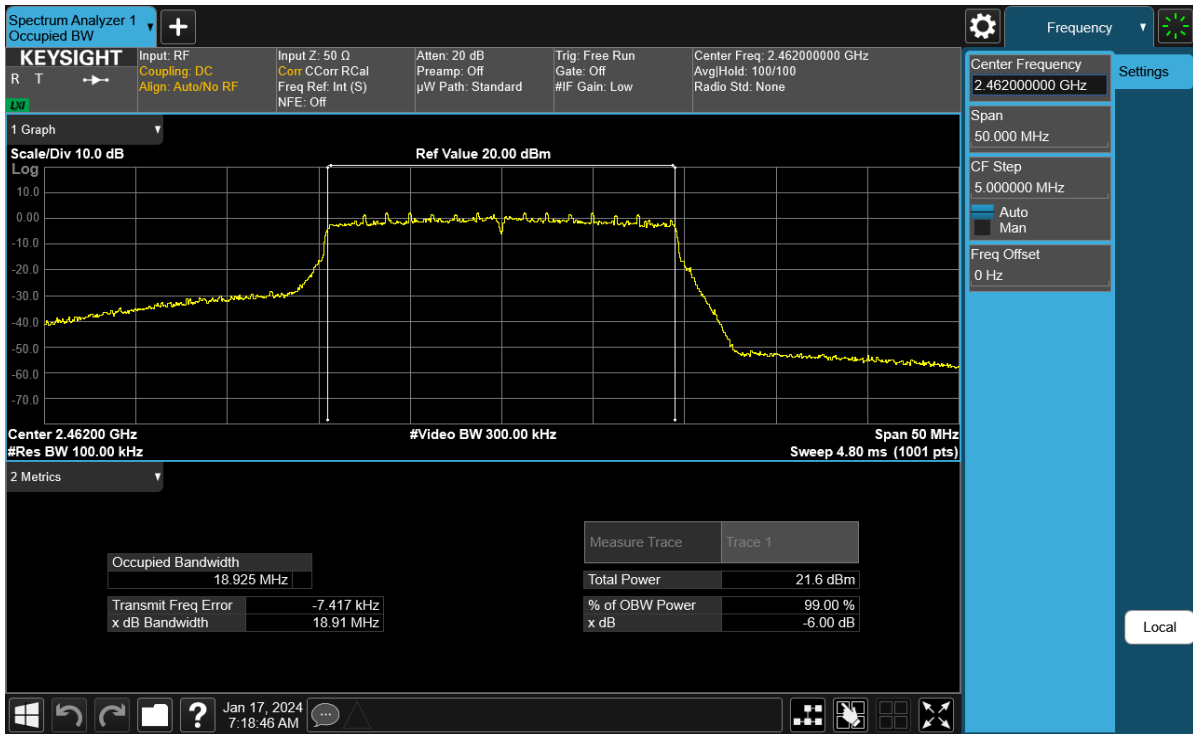 Spectrum Analyzer 1
Occupied BW
Frequency
KEYSIGHT
R T
LXI
Input: RF
Coupling: DC
Align: Auto/No RF
Input Z: 50 Ω
Corr CCorr RCal
Freq Ref: Int (S)
NFE: Off
Atten: 20 dB
Preamp: Off
µW Path: Standard
Trig: Free Run
Gate: Off
#IF Gain: Low
Center Freq: 2.462000000 GHz
Avg|Hold: 100/100
Radio Std: None
Center Frequency
2.462000000 GHz
Settings
Span
50.000 MHz
CF Step
5.000000 MHz
Auto
Man
Freq Offset
0 Hz
Local
1 Graph
Scale/Div 10.0 dB
Ref Value 20.00 dBm
Log
10.0
0.00
-10.0
-20.0
-30.0
-40.0
-50.0
-60.0
-70.0
Center 2.46200 GHz
#Video BW 300.00 kHz
Span 50 MHz
#Res BW 100.00 kHz
Sweep 4.80 ms (1001 pts)
2 Metrics
Measure Trace
Trace 1
Occupied Bandwidth
18.925 MHz
Total Power
21.6 dBm
Transmit Freq Error
-7.417 kHz
% of OBW Power
99.00 %
x dB Bandwidth
18.91 MHz
x dB
-6.00 dB
Jan 17, 2024
7:18:46 AM